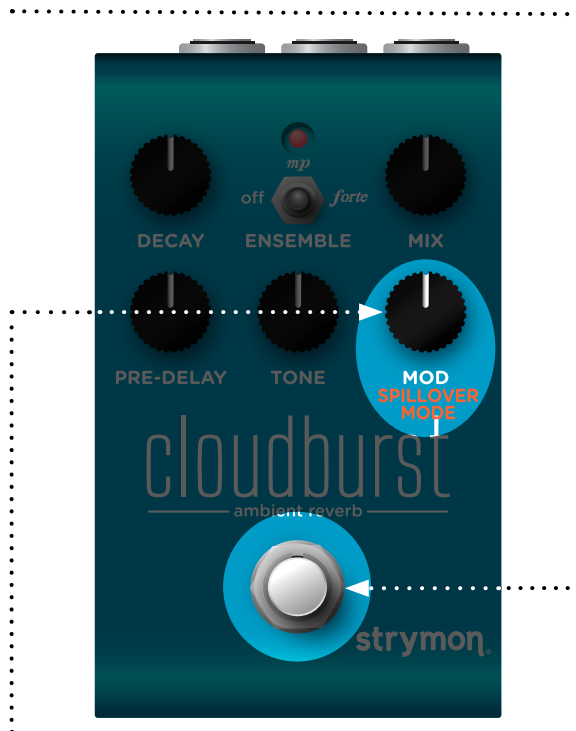 mp
off forte
DECAY ENSEMBLE MIX
PRE-DELAY TONE MOD
SPILLOVER
MODE
cloudburst
ambient reverb
strymon®